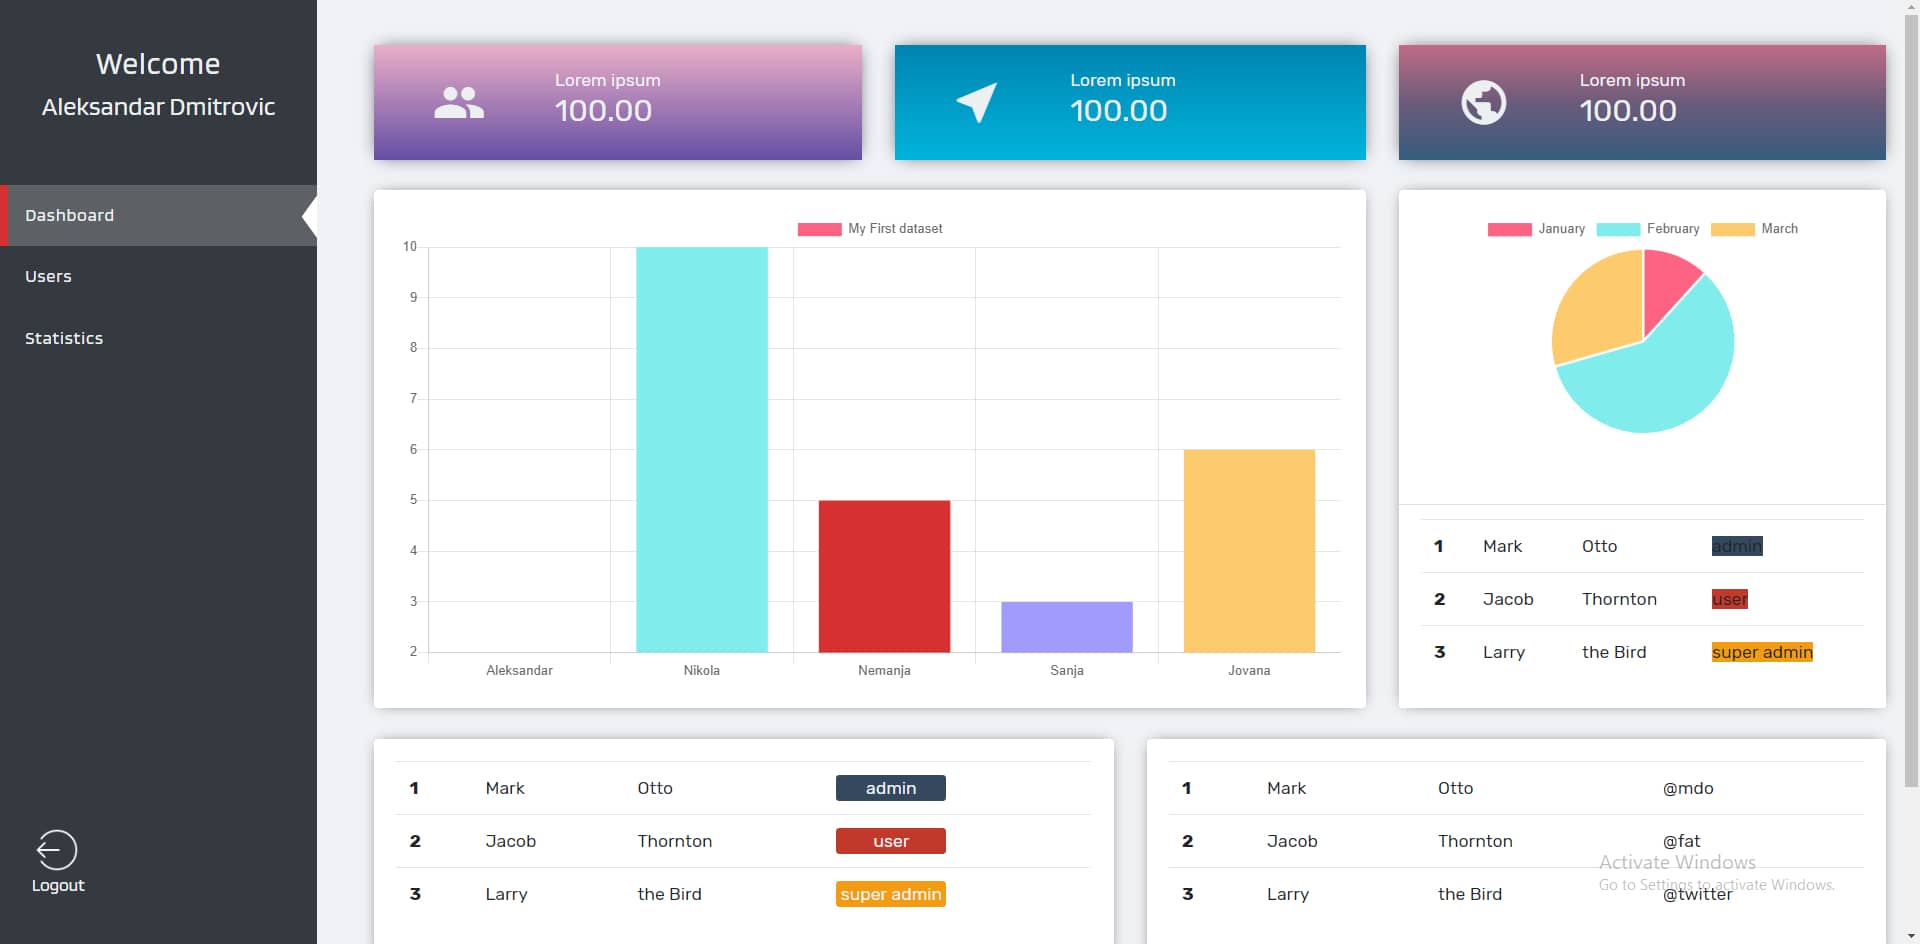 Welcome
Aleksandar Dmitrovic
Dashboard
Users
Statistics
Logout
Lorem ipsum
100.00
Lorem ipsum
100.00
Lorem ipsum
100.00
My First dataset
10
9
8
7
6
5
4
3
2
Aleksandar Nikola Nemanja Sanja Jovana
January February March
1 Mark Otto admin
2 Jacob Thornton user
3 Larry the Bird super admin
1 Mark Otto admin
2 Jacob Thornton user
3 Larry the Bird super admin
1 Mark Otto @mdo
2 Jacob Thornton @fat
3 Larry the Bird @twitter
Activate Windows
Go to Settings to activate Windows.